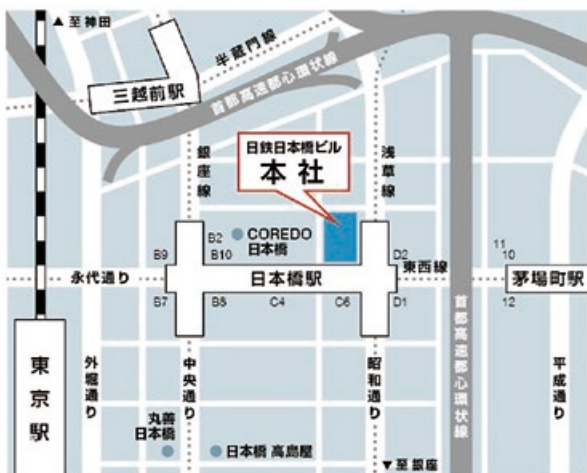 ▲至神田
半蔵門線
三越前駅
首都高速都心環状線
日鉄日本橋ビル
本社
銀座線
浅草線
B2
COREDO
日本橋
B9
B10
D2
11
10
永代通り
日本橋駅
東西線
茅場町駅
B7
B8
C4
C6
D1
12
東京駅
外堀通り
中央通り
昭和通り
首都高速都心環状線
平成通り
丸善
日本橋
日本橋 高島屋
▼至銀座